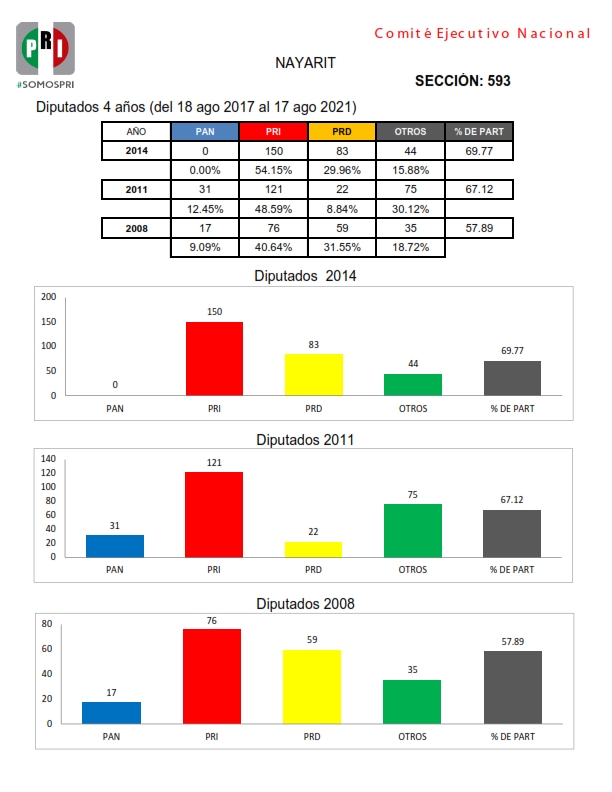 PRI
#SOMOSPRI
Comité Ejecutivo Nacional
NAYARIT
SECCIÓN: 593
Diputados 4 años (del 18 ago 2017 al 17 ago 2021)
AÑO PAN PRI PRD OTROS % DE PART
2014 0 150 83 44 69.77
0.00% 54.15% 29.96% 15.88%
2011 31 121 22 75 67.12
12.45% 48.59% 8.84% 30.12%
2008 17 76 59 35 57.89
9.09% 40.64% 31.55% 18.72%
Diputados 2014
200
150
100
50
0
0 150 83 44 69.77
PAN PRI PRD OTROS % DE PART
Diputados 2011
140
120
100
80
60
40
20
0
31 121 22 75 67.12
PAN PRI PRD OTROS % DE PART
Diputados 2008
80
60
40
20
0
17 76 59 35 57.89
PAN PRI PRD OTROS % DE PART